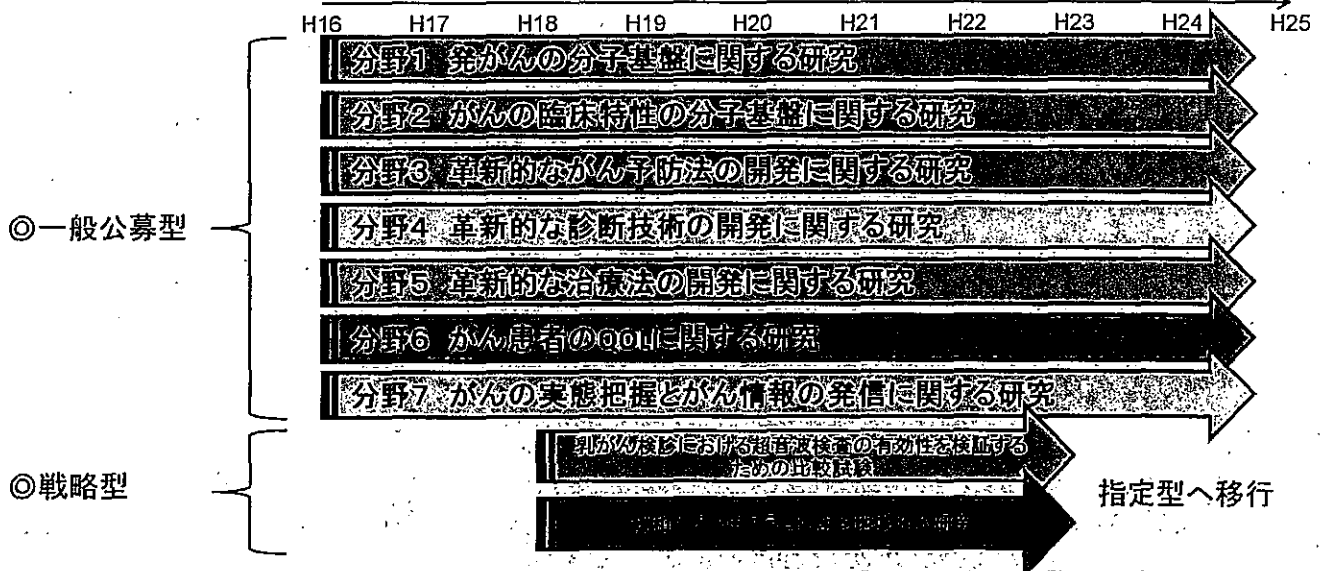 H16 H17 H18 H19 H20 H21 H22 H23 H24 H25
◎一般公募型
分野1 発がんの分子基盤に関する研究
分野2 がんの臨床特性の分子基盤に関する研究
分野3 革新的ながん予防法の開発に関する研究
分野4 革新的な診断技術の開発に関する研究
分野5 革新的な治療法の開発に関する研究
分野6 がん患者のQOLに関する研究
分野7 がんの実態把握とがん情報の発信に関する研究
◎戦略型
乳がん検診における超音波検査の有効性を検証する
ための比較試験
研究
指定型へ移行